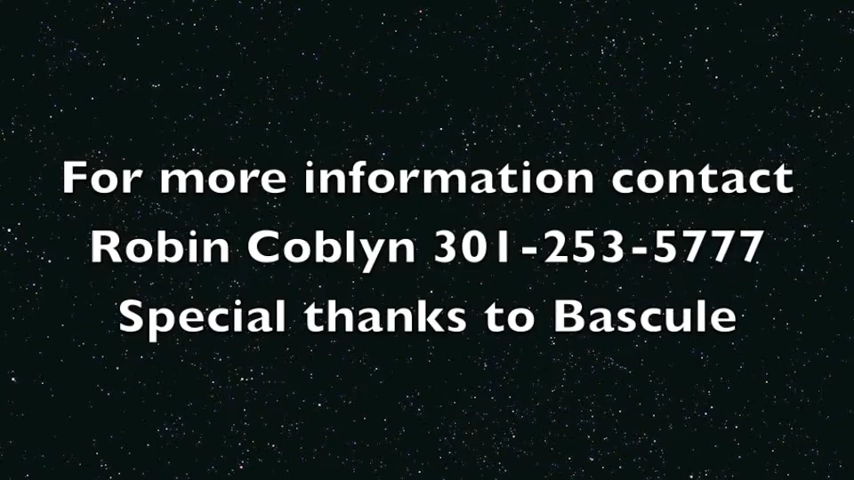 For more information contact
Robin Coblyn 301-253-5777
Special thanks to Bascule